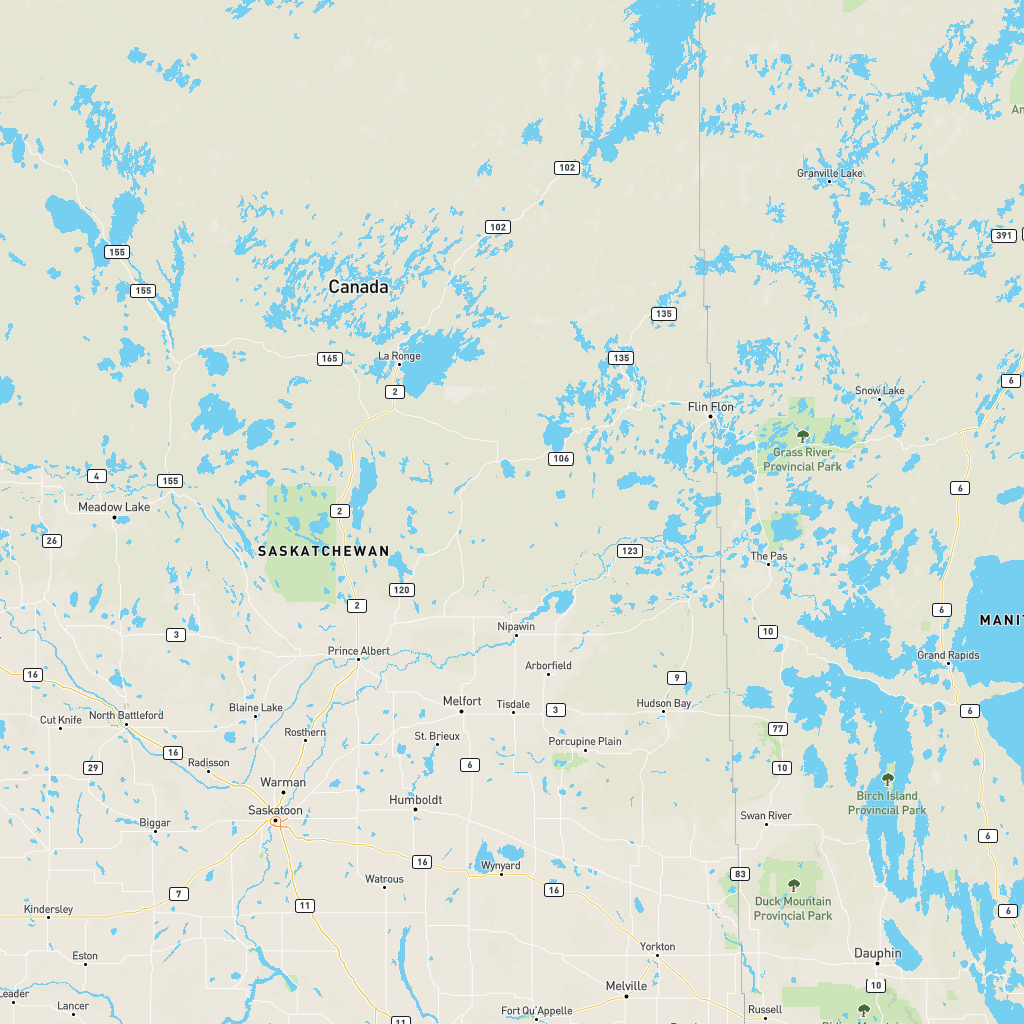 102
Granville Lake
102
391
155
Canada
155
135
135
165
La Ronge
6
2
Snow Lake
Flin Flon
Grass River
Provincial Park
106
4
155
6
Meadow Lake
2
26
SASKATCHEWAN
123
The Pas
120
2
6
Nipawin
10
3
Prince Albert
Grand Rapids
Arborfield
16
9
Blaine Lake
Melfort
Tisdale
3
Hudson Bay
6
Cut Knife
North Battleford
77
Rosthern
St. Brieux
Porcupine Plain
16
Radisson
29
6
10
Warman
Birch Island
Provincial Park
Humboldt
Saskatoon
Biggar
Swan River
6
16
Wynyard
83
Watrous
16
7
Duck Mountain
Provincial Park
Kindersley
11
6
Yorkton
Eston
Dauphin
Melville
10
Lancer
Fort Qu'Appelle
Russell
11